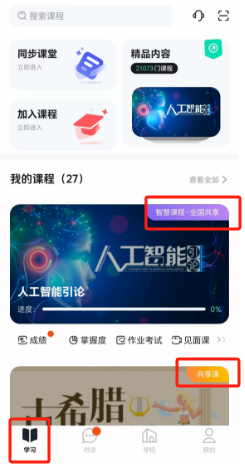 搜索课程
同步课堂
立即进入
精品内容
21073门课程
加入课程
立即进入
人工智能引
我的课程（27）
查看全部 >
智慧课程·全国共享
人工智能引
人工智能引论
进度：
0%
成绩
掌握度
作业考试
见面课
共享课
古希腊
学习
对话
学校
我的